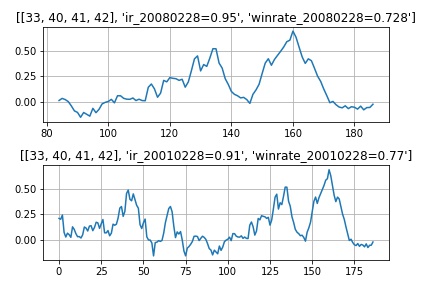 [[33, 40, 41, 42], 'ir_20080228=0.95', 'winrate_20080228=0.728']
0.50
0.25
0.00
80 100 120 140 160 180
[[33, 40, 41, 42], 'ir_20010228=0.91', 'winrate_20010228=0.77']
0.50
0.25
0.00
0 25 50 75 100 125 150 175